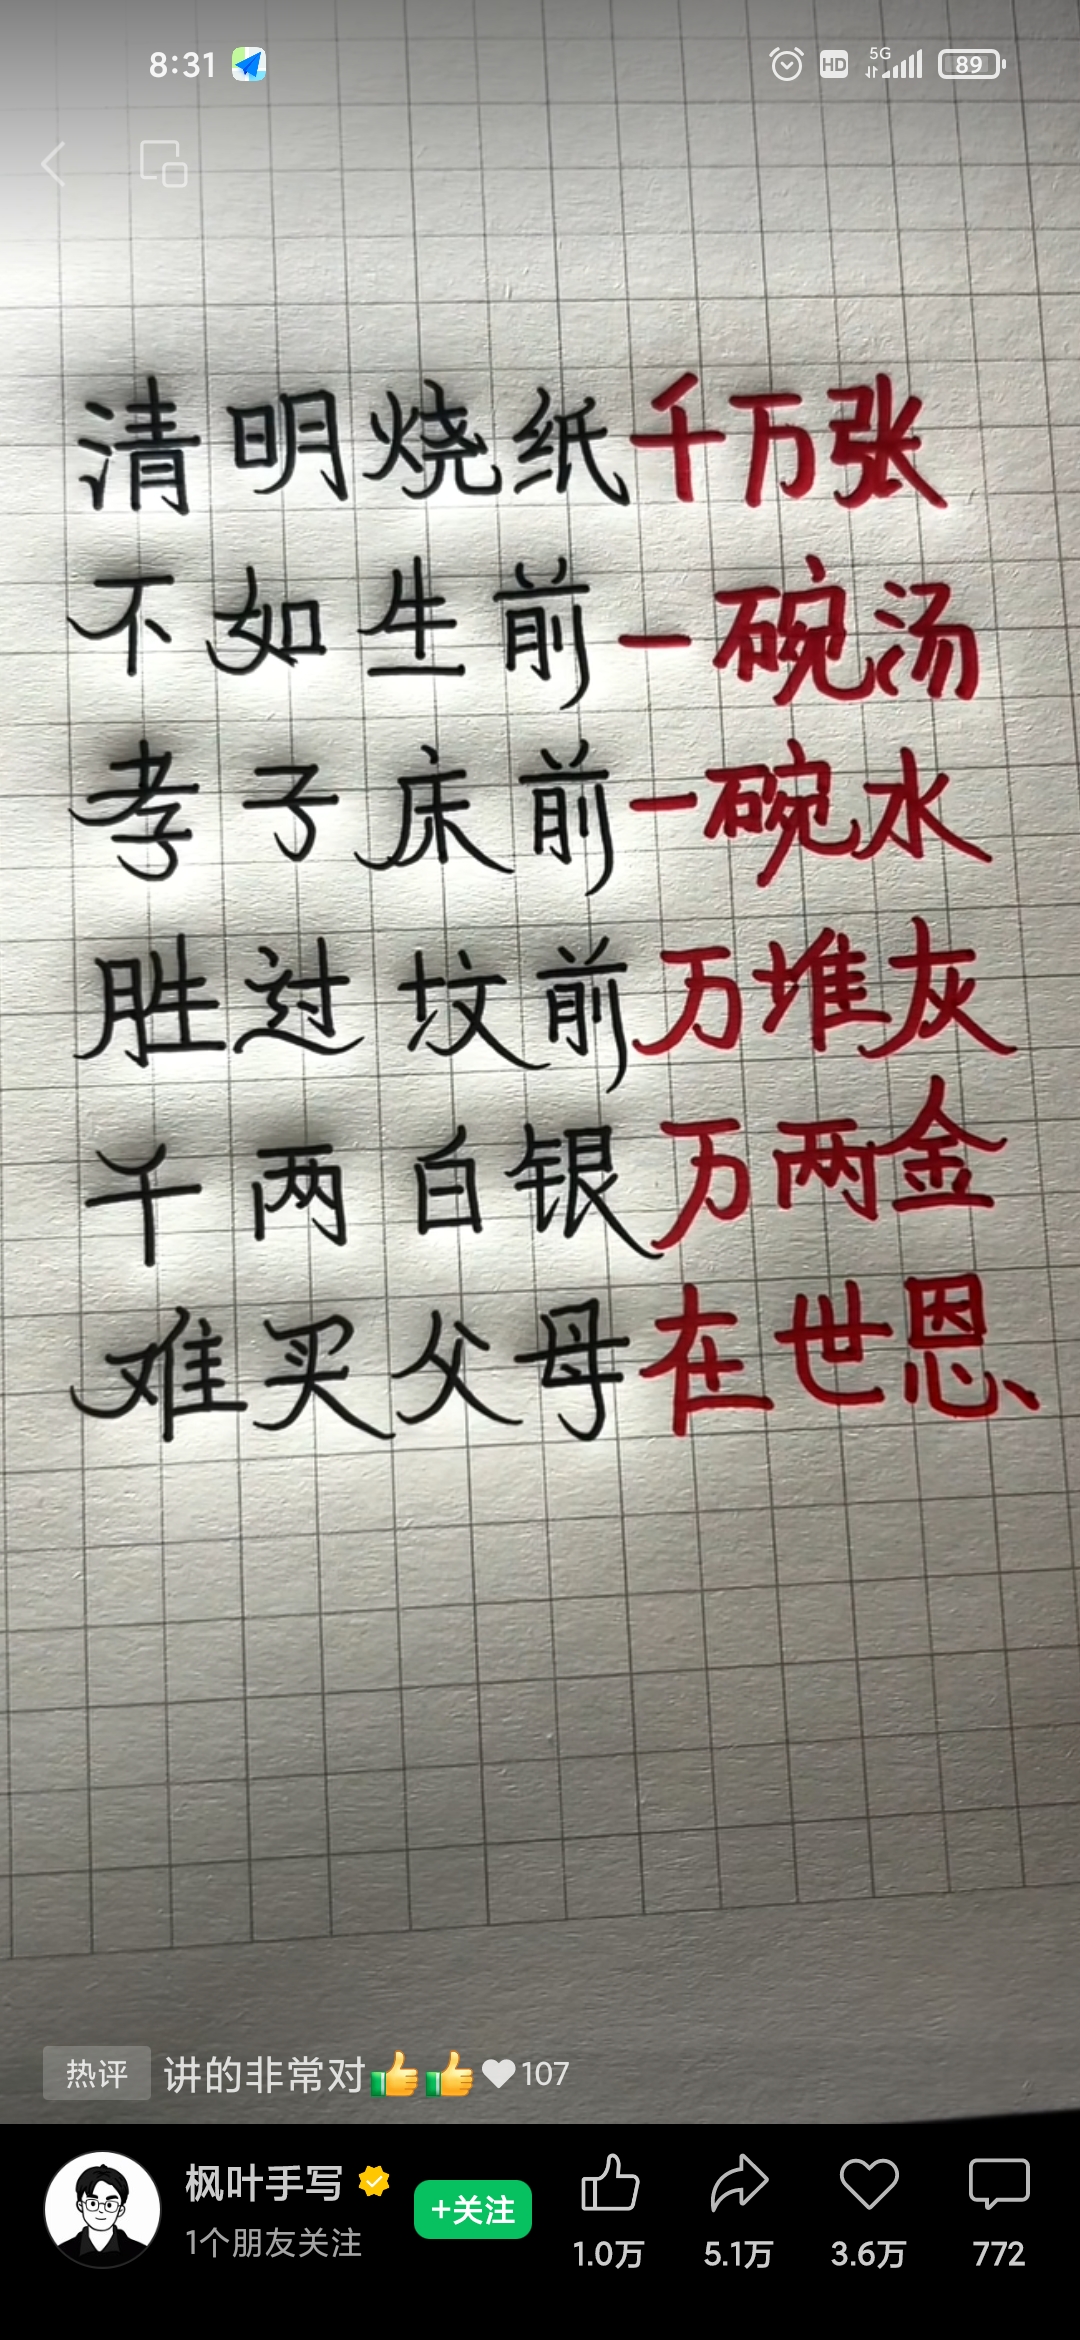 8:31
HD
5G
89
清明烧纸千万张
不如生前一碗汤
孝子床前一碗水
胜过坟前万堆灰
千两白银万两金
难买父母在世恩、
热评 讲的非常对👍👍♥107
枫叶手写
1个朋友关注
+关注
1.0万 5.1万 3.6万 772